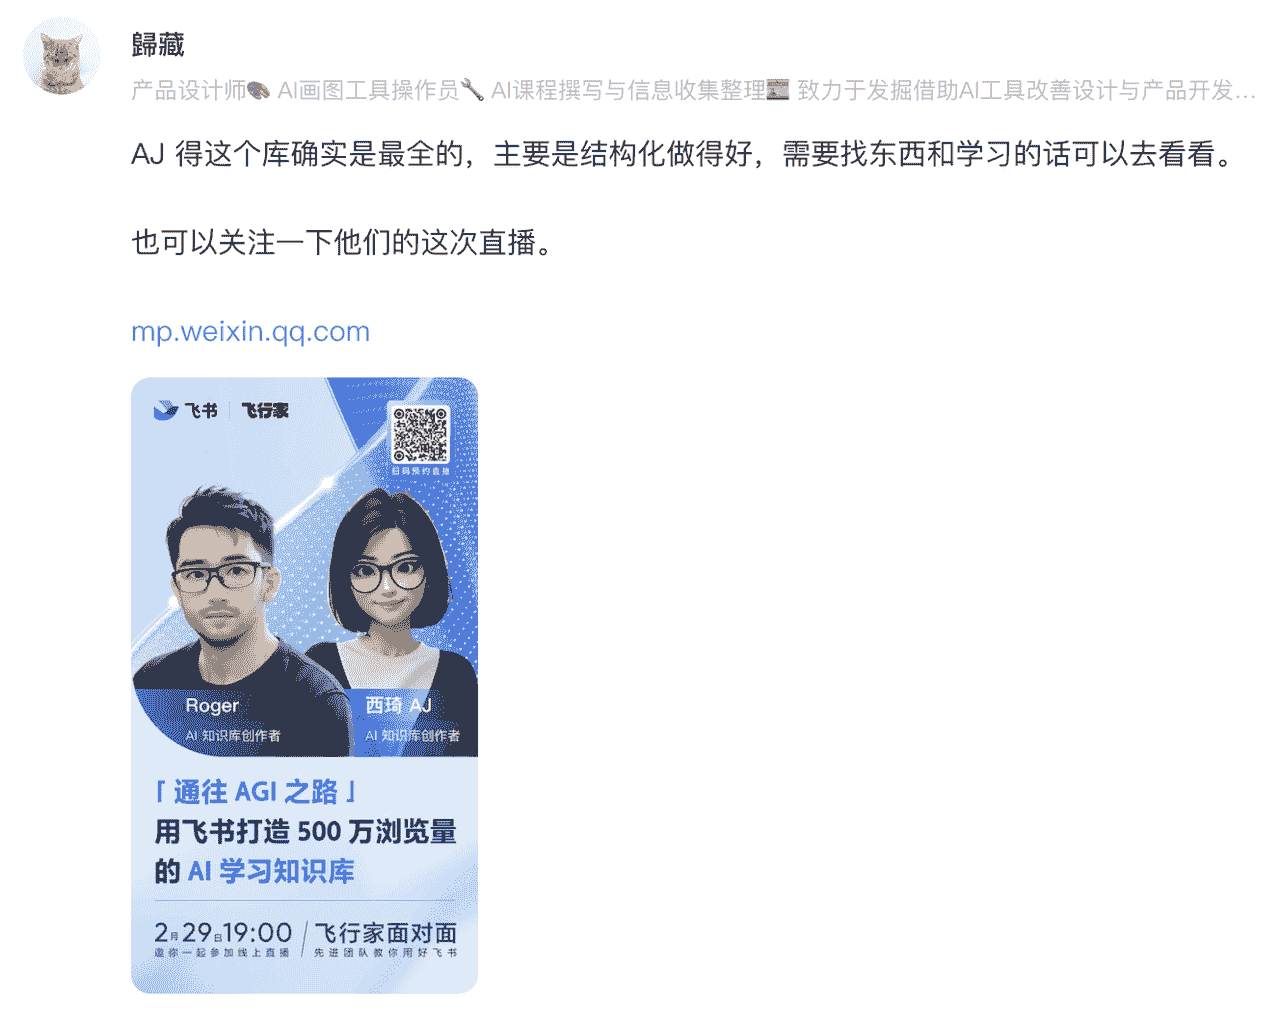 歸藏
产品设计师🎨 AI画图工具操作员🔧 AI课程撰写与信息收集整理 致力于发掘借助AI工具改善设计与产品开发...
AJ 得这个库确实是最全的，主要是结构化做得好，需要找东西和学习的话可以去看看。
也可以关注一下他们的这次直播。
mp.weixin.qq.com
飞书 | 飞行家
扫码预约直播
Roger
AI 知识库创作者
西琦 AJ
AI 知识库创作者
「 通往 AGI 之路 」
用飞书打造 500 万浏览量
的 AI 学习知识库
2月29日19:00
邀你一起参加线上直播
飞行家面对面
先进团队教你用好飞书